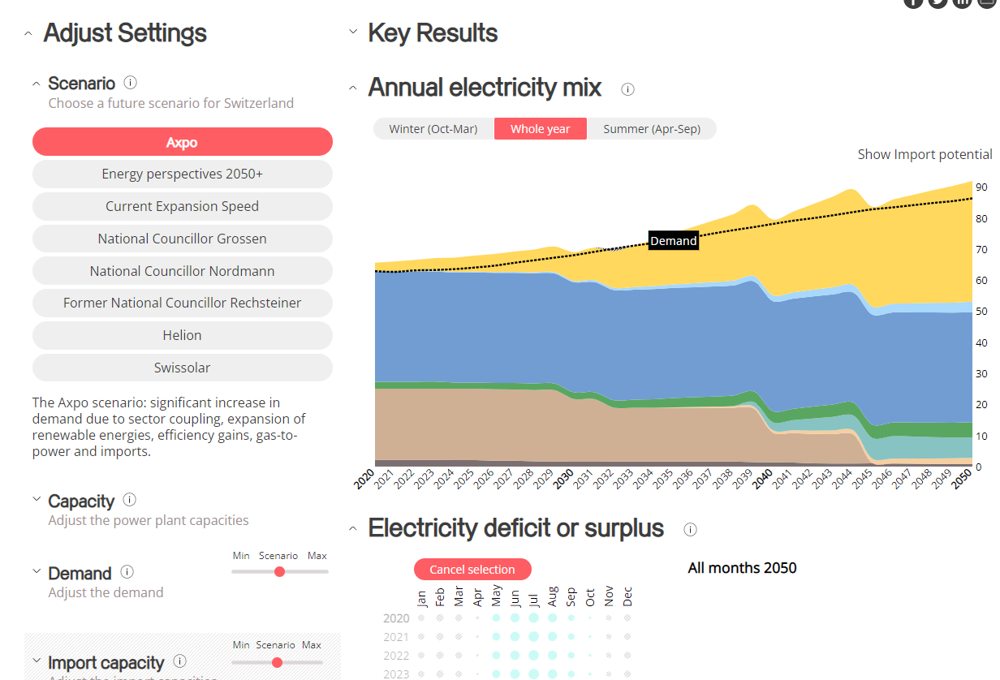 Adjust Settings
Scenario
Choose a future scenario for Switzerland
Axpo
Energy perspectives 2050+
Current Expansion Speed
National Councillor Grossen
National Councillor Nordmann
Former National Councillor Rechsteiner
Helion
Swissolar
The Axpo scenario: significant increase in
demand due to sector coupling, expansion of
renewable energies, efficiency gains, gas-to-
power and imports.
Capacity
Adjust the power plant capacities
Min Scenario Max
Demand
Adjust the demand
Min Scenario Max
Import capacity
Adjust the import capacities
Key Results
Annual electricity mix
Winter (Oct-Mar) Whole year Summer (Apr-Sep)
Show Import potential
90
80
70
60
50
40
30
20
10
0
Demand
2020 2021 2022 2023 2024 2025 2026 2027 2028 2029 2030 2031 2032 2033 2034 2035 2036 2037 2038 2039 2040 2041 2042 2043 2044 2045 2046 2047 2048 2049 2050
Electricity deficit or surplus
Cancel selection
All months 2050
Jan Feb Mar Apr May Jun Jul Aug Sep Oct Nov Dec
2020
2021
2022
2023